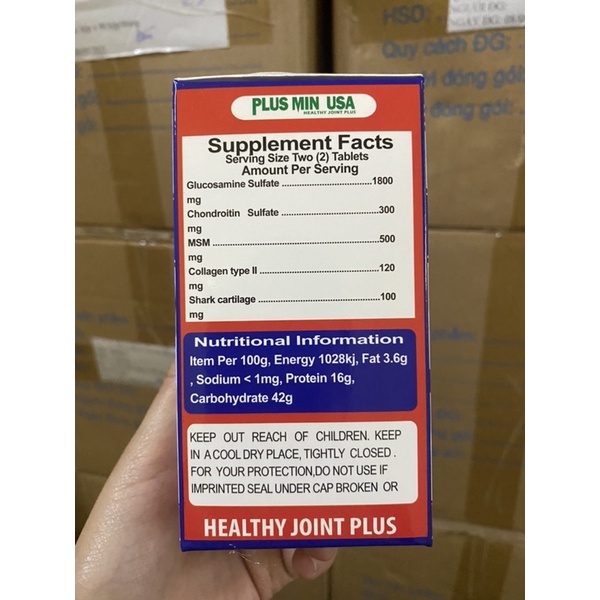 HSD:
NGÀY ĐG:
Quy cách ĐG:
đóng gói:
PLUS MIN USA
HEALTHY JOINT PLUS
Supplement Facts
Serving Size Two (2) Tablets
Amount Per Serving
Glucosamine Sulfate ................................1800
mg
Chondroitin Sulfate ................................300
mg
MSM ................................500
mg
Collagen type II ................................120
mg
Shark cartilage ................................100
mg
Nutritional Information
Item Per 100g, Energy 1028kj, Fat 3.6g
, Sodium < 1mg, Protein 16g,
Carbohydrate 42g
KEEP OUT REACH OF CHILDREN. KEEP
IN A COOL DRY PLACE, TIGHTLY CLOSED .
FOR YOUR PROTECTION,DO NOT USE IF
IMPRINTED SEAL UNDER CAP BROKEN OR
HEALTHY JOINT PLUS